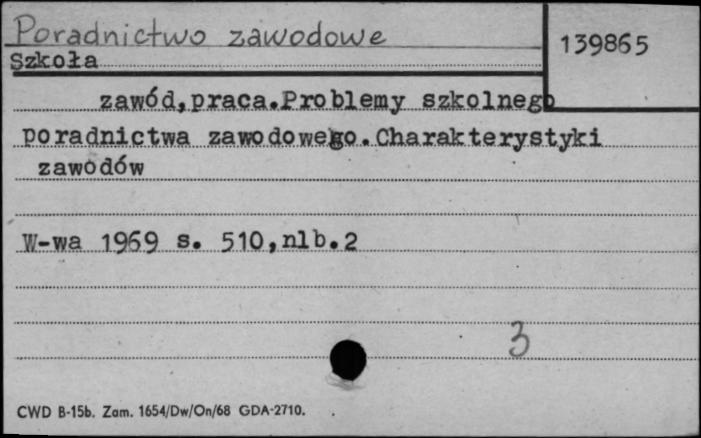 Poradnictwo zawodowe
139865
Szkoła
zawód,praca.Problemy szkolnego
poradnictwa zawodowego.Charakterystyki
zawodów
W-wa 1969 s. 510,nlb.2
3
CWD B-15b. Zam. 1654/Dw/On/68 GDA-2710.